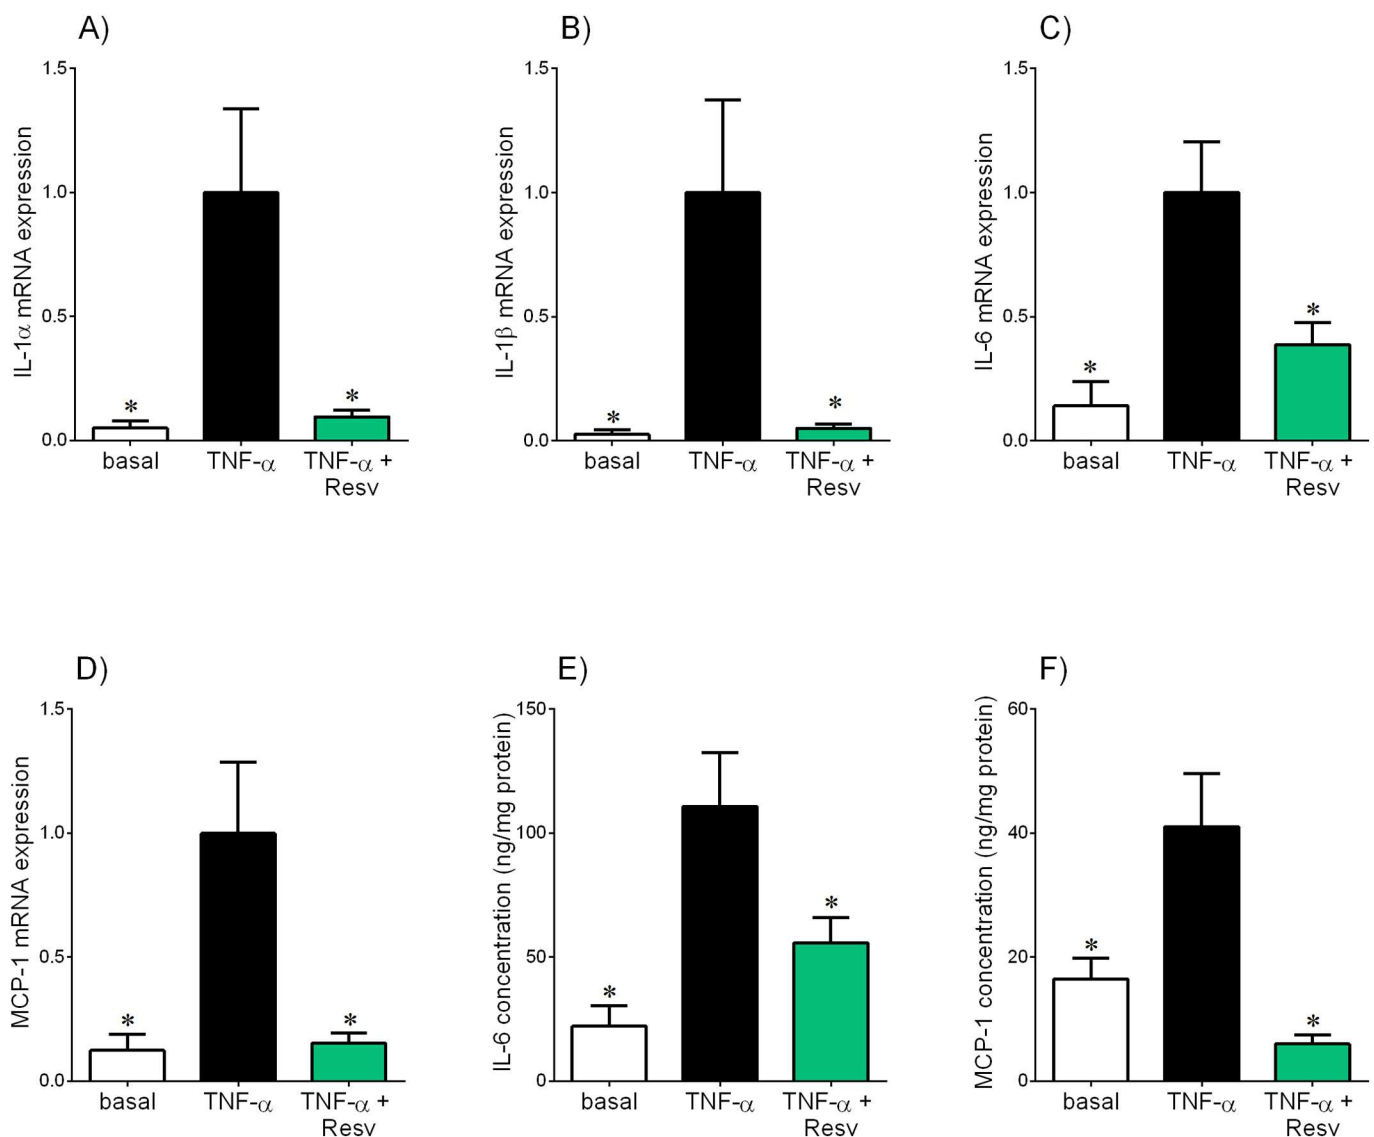 A)
IL-1α mRNA expression
1.5
1.0
0.5
0.0
*
*
basal
TNF-α
TNF-α +
Resv
B)
IL-1β mRNA expression
1.5
1.0
0.5
0.0
*
*
basal
TNF-α
TNF-α +
Resv
C)
IL-6 mRNA expression
1.5
1.0
0.5
0.0
*
*
basal
TNF-α
TNF-α +
Resv
D)
MCP-1 mRNA expression
1.5
1.0
0.5
0.0
*
*
basal
TNF-α
TNF-α +
Resv
E)
IL-6 concentration (ng/mg protein)
150
100
50
0
*
*
basal
TNF-α
TNF-α +
Resv
F)
MCP-1 concentration (ng/mg protein)
60
40
20
0
*
*
basal
TNF-α
TNF-α +
Resv